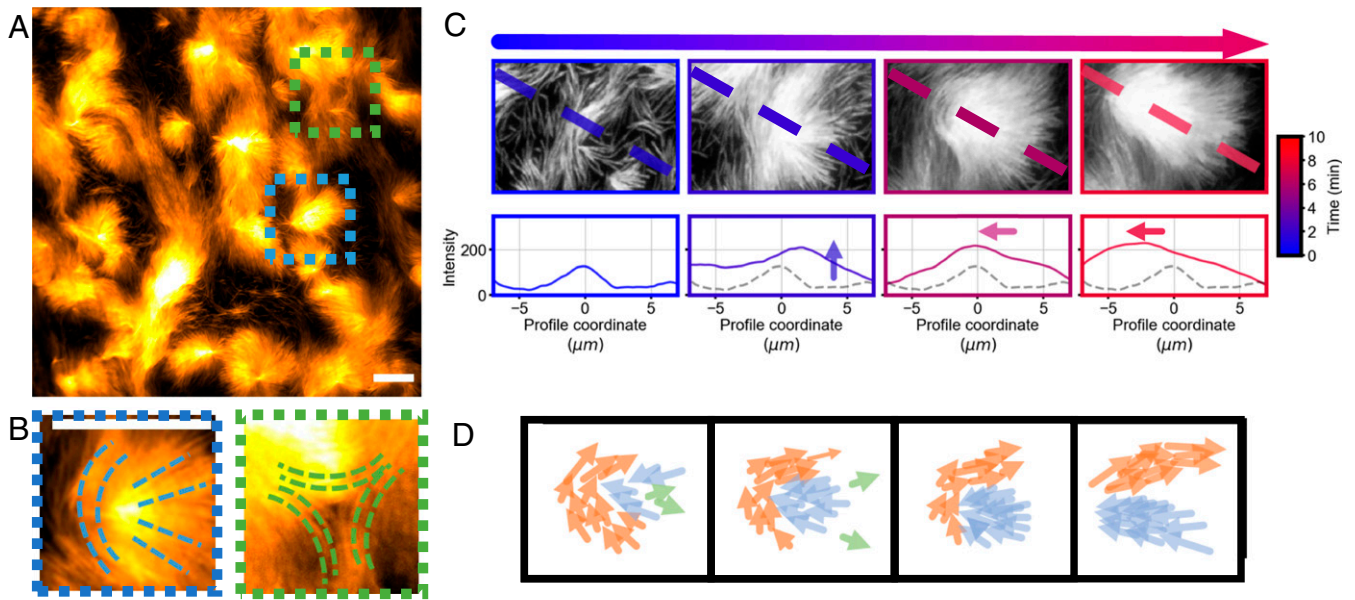 A
C
Intensity
200
0
−5 0 5
−5 0 5
−5 0 5
−5 0 5
Profile coordinate
(μm)
Profile coordinate
(μm)
Profile coordinate
(μm)
Profile coordinate
(μm)
10
8
6
4
2
0
Time (min)
B
D